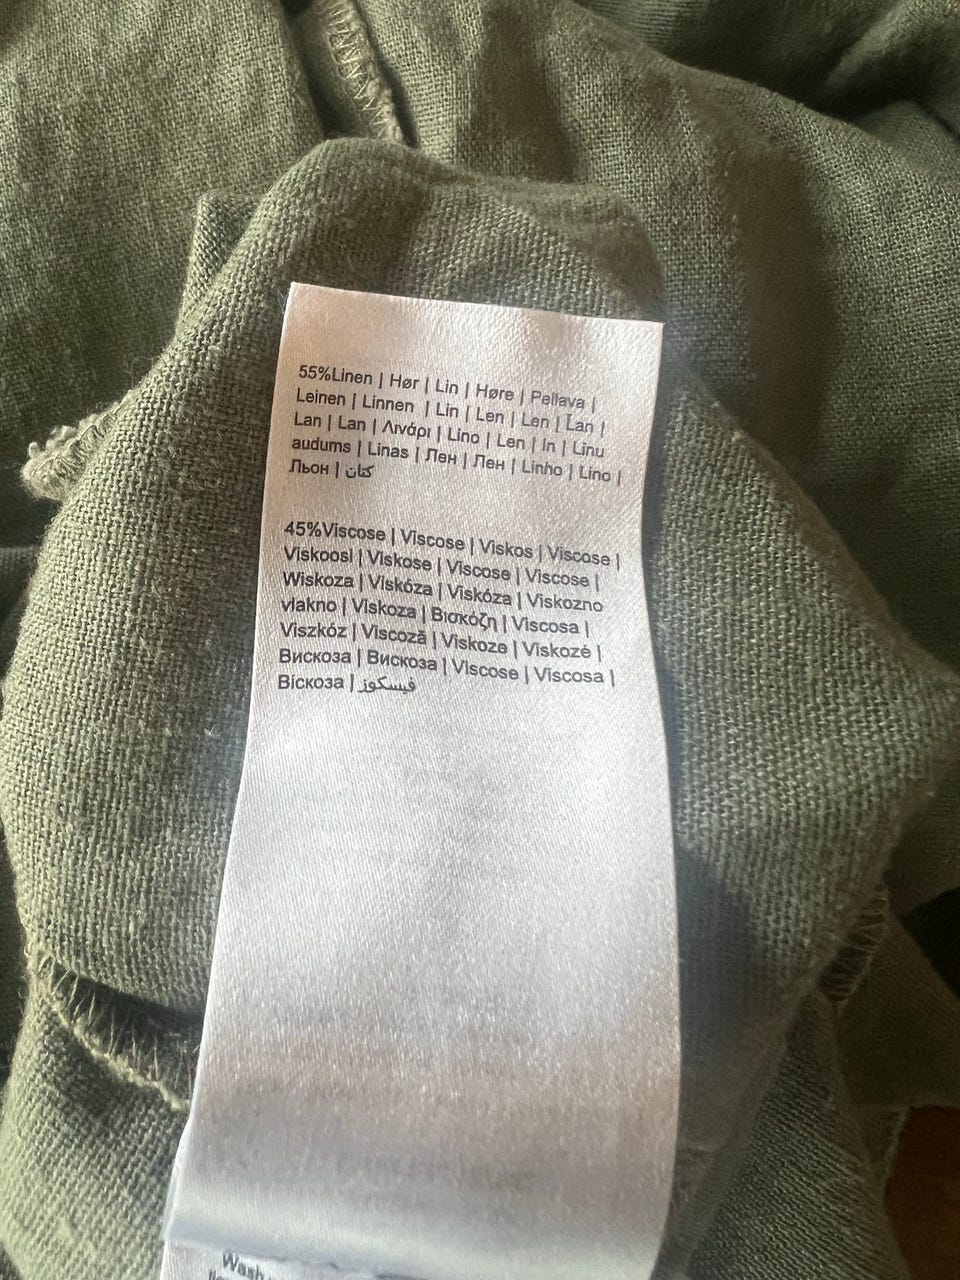 55%Linen | Hør | Lin | Høre | Pellava |
Leinen | Linnen | Lin | Len | Len | Ľan |
Lan | Lan | Λινάρι | Lino | Len | In | Linu
audums | Linas | Лен | Лен | Linho | Lino |
Льон | كتان
45%Viscose | Viscose | Viskos | Viscose |
Viskoosi | Viskose | Viscose | Viscose |
Wiskoza | Viskóza | Viskóza | Viskozno
vlakno | Viskoza | Βισκόζη | Viscosa |
Viszkóz | Viscoză | Viskoze | Viskozė |
Вискоза | Вискоза | Viscose | Viscosa |
Віскоза | فيسكوز
Wash